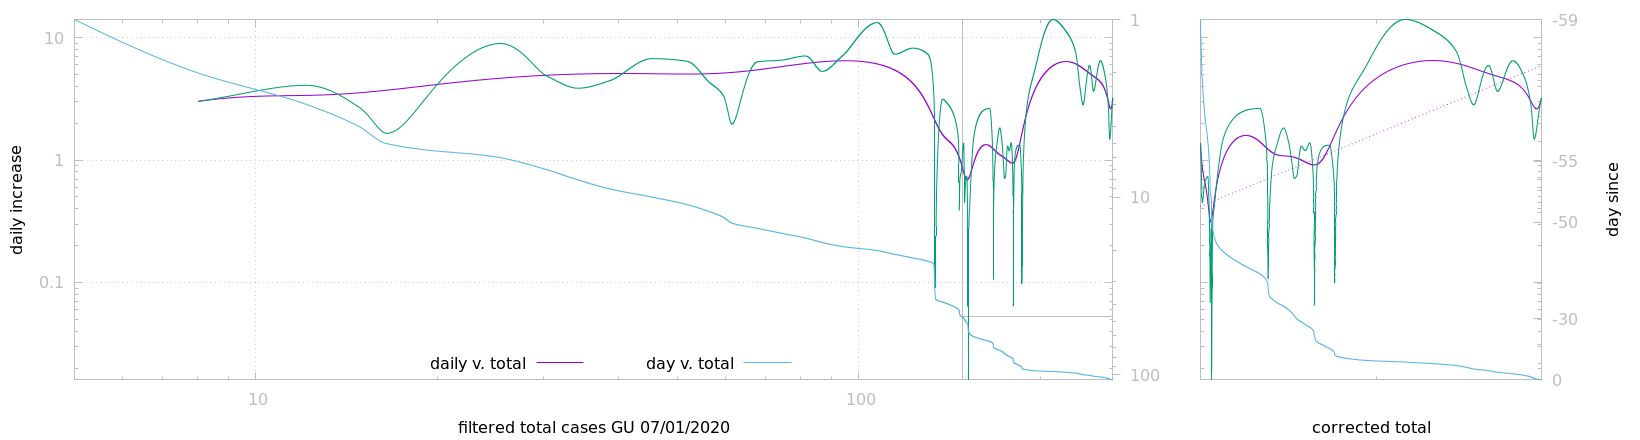 daily increase
10
1
0.1
daily v. total
day v. total
10
100
filtered total cases GU 07/01/2020
1
10
100
-59
-55
-50
-30
0
day since
corrected total